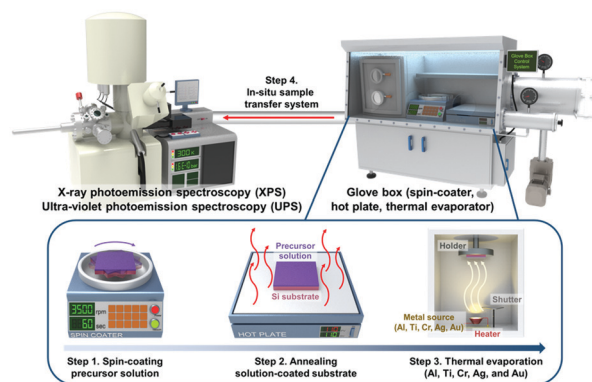 Glove Box
Control
System
Step 4.
In-situ sample
transfer system
X-ray photoemission spectroscopy (XPS)
Ultra-violet photoemission spectroscopy (UPS)
Glove box (spin-coater,
hot plate, thermal evaporator)
3500 rpm
60 sec
SPIN COATER
Precursor
solution
Si substrate
HOT PLATE
Holder
Shutter
Metal source
(Al, Ti, Cr, Ag, Au)
Heater
Step 1. Spin-coating
precursor solution
Step 2. Annealing
solution-coated substrate
Step 3. Thermal evaporation
(Al, Ti, Cr, Ag, and Au)